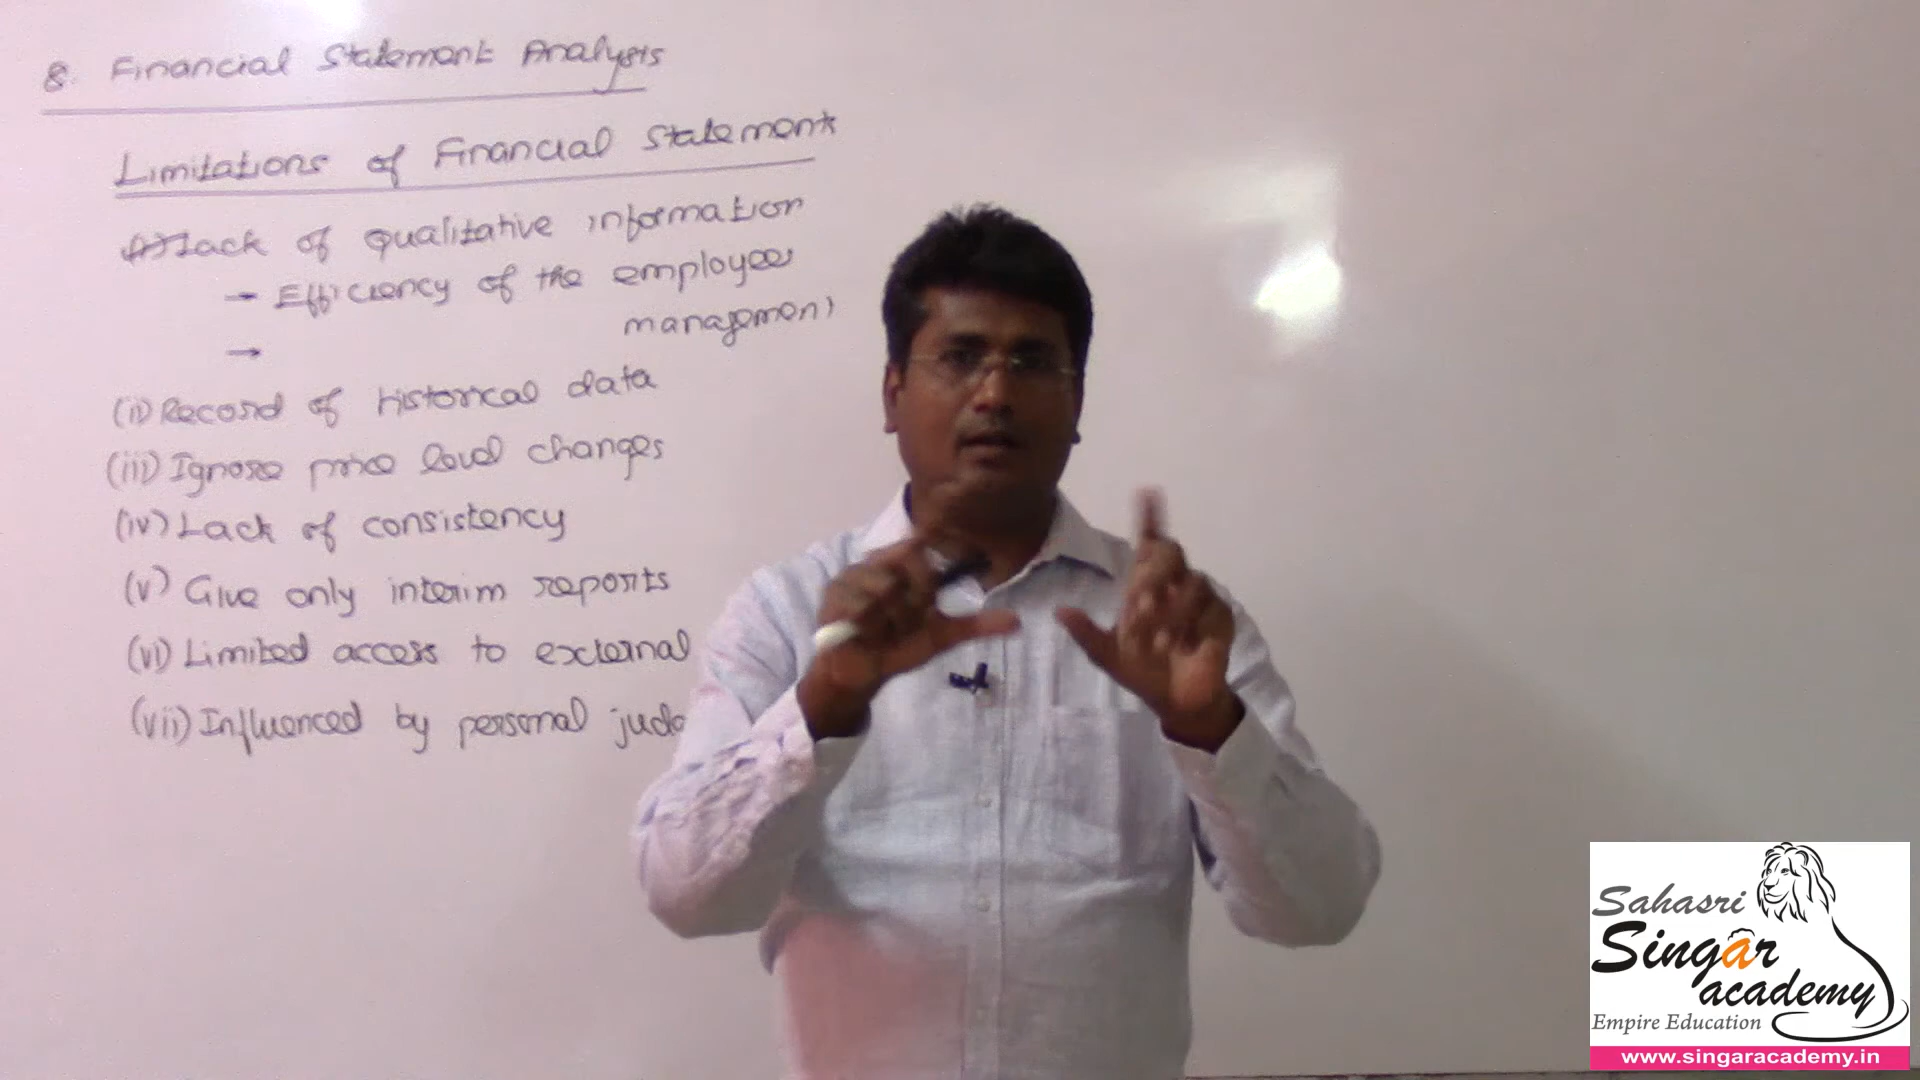 8. Financial Statement Analysis
Limitations of Financial Statements
(i) Lack of qualitative information
→ Efficiency of the employees
management
→
(ii) Record of Historical data
(iii) Ignore price level changes
(iv) Lack of consistency
(v) Give only interim reports
(vi) Limited access to external
(vii) Influenced by personal
Sahasri
Singar
academy
Empire Education
www.singaracademy.in